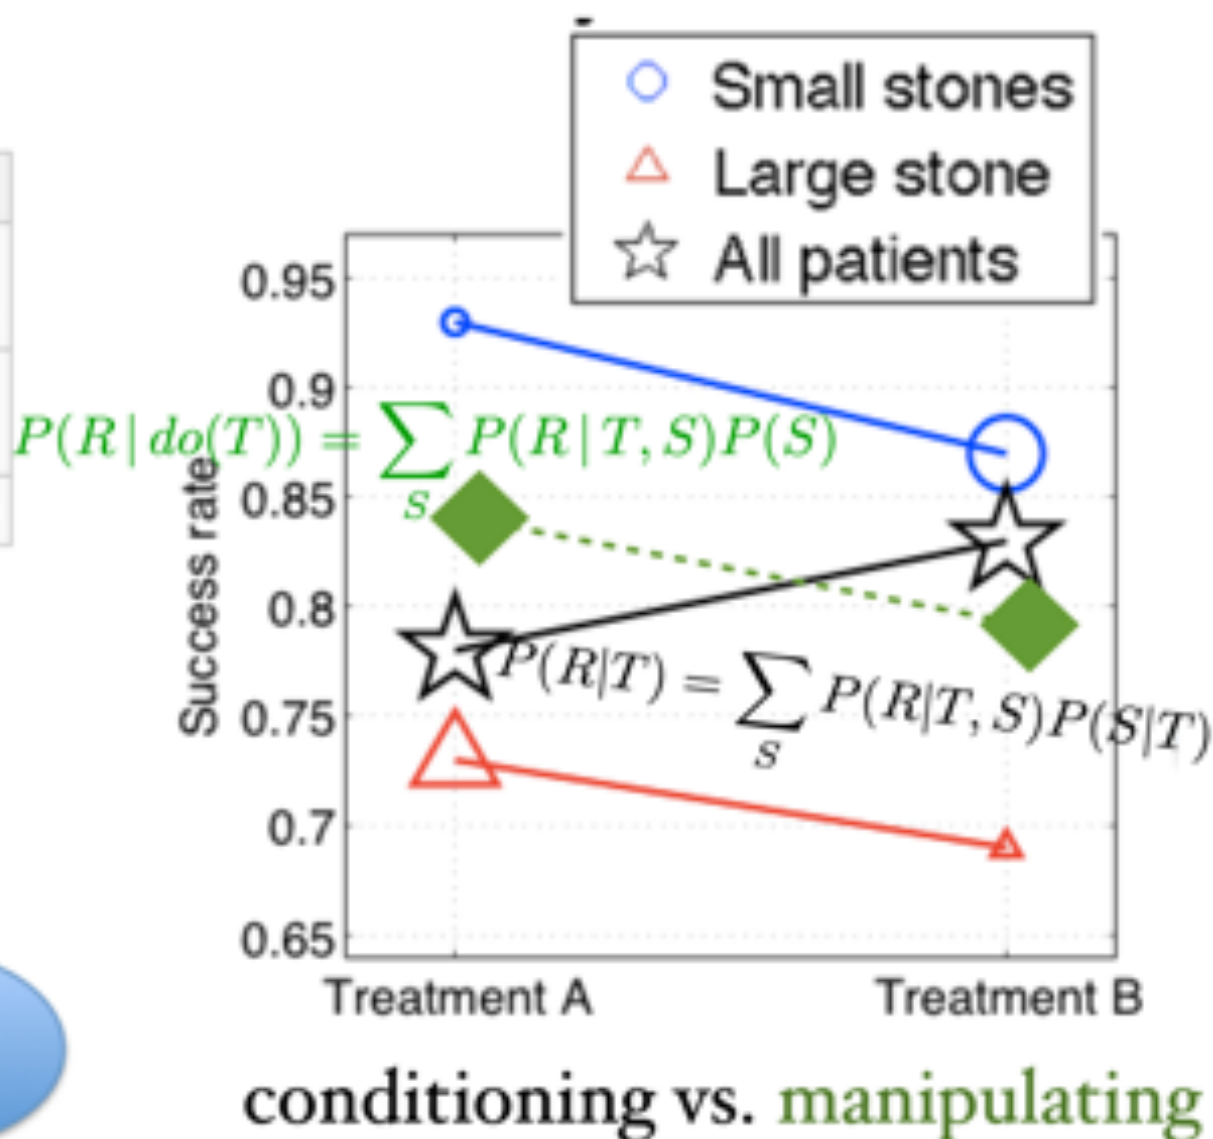 Small stones
Large stone
All patients
0.95
0.9
P(R | do(T)) = ∑_S P(R | T, S)P(S)
0.85
0.8
P(R|T) = ∑_S P(R|T, S)P(S|T)
0.75
0.7
0.65
Success rate
Treatment A Treatment B
conditioning vs. manipulating